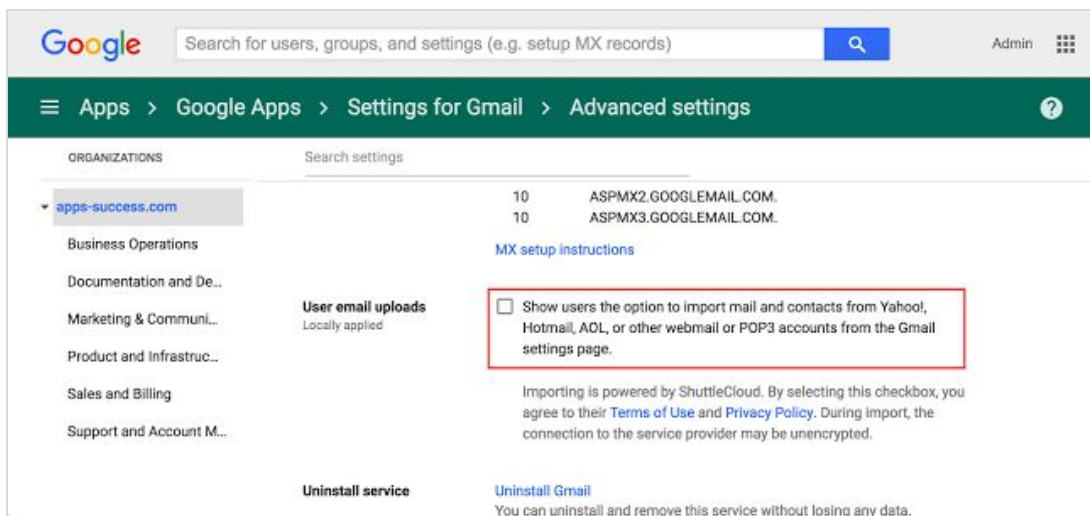 Google
Search for users, groups, and settings (e.g. setup MX records)
Admin
Apps > Google Apps > Settings for Gmail > Advanced settings
?
ORGANIZATIONS
apps-success.com
Business Operations
Documentation and De...
Marketing & Communi...
Product and Infrastruc...
Sales and Billing
Support and Account M...
Search settings
10 ASPMX2.GOOGLEMAIL.COM.
10 ASPMX3.GOOGLEMAIL.COM.
MX setup instructions
User email uploads
Locally applied
Show users the option to import mail and contacts from Yahoo!,
Hotmail, AOL, or other webmail or POP3 accounts from the Gmail
settings page.
Importing is powered by ShuttleCloud. By selecting this checkbox, you
agree to their Terms of Use and Privacy Policy. During import, the
connection to the service provider may be unencrypted.
Uninstall service
Uninstall Gmail
You can uninstall and remove this service without losing any data.